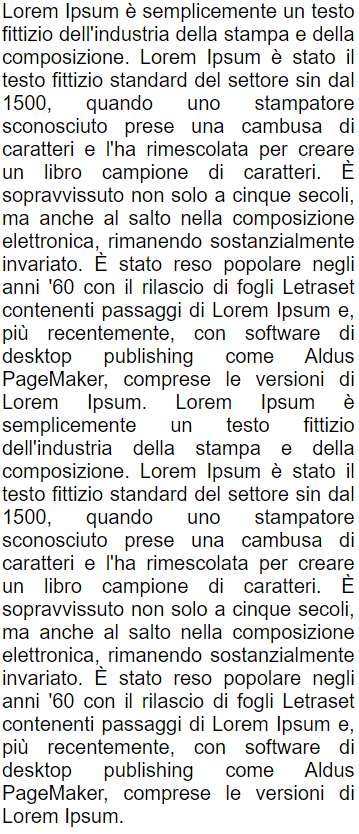 Lorem Ipsum è semplicemente un testo
fittizio dell'industria della stampa e della
composizione. Lorem Ipsum è stato il
testo fittizio standard del settore sin dal
1500, quando uno stampatore
sconosciuto prese una cambusa di
caratteri e l'ha rimescolata per creare
un libro campione di caratteri. È
sopravvissuto non solo a cinque secoli,
ma anche al salto nella composizione
elettronica, rimanendo sostanzialmente
invariato. È stato reso popolare negli
anni '60 con il rilascio di fogli Letraset
contenenti passaggi di Lorem Ipsum e,
più recentemente, con software di
desktop publishing come Aldus
PageMaker, comprese le versioni di
Lorem Ipsum. Lorem Ipsum è
semplicemente un testo fittizio
dell'industria della stampa e della
composizione. Lorem Ipsum è stato il
testo fittizio standard del settore sin dal
1500, quando uno stampatore
sconosciuto prese una cambusa di
caratteri e l'ha rimescolata per creare
un libro campione di caratteri. È
sopravvissuto non solo a cinque secoli,
ma anche al salto nella composizione
elettronica, rimanendo sostanzialmente
invariato. È stato reso popolare negli
anni '60 con il rilascio di fogli Letraset
contenenti passaggi di Lorem Ipsum e,
più recentemente, con software di
desktop publishing come Aldus
PageMaker, comprese le versioni di
Lorem Ipsum.